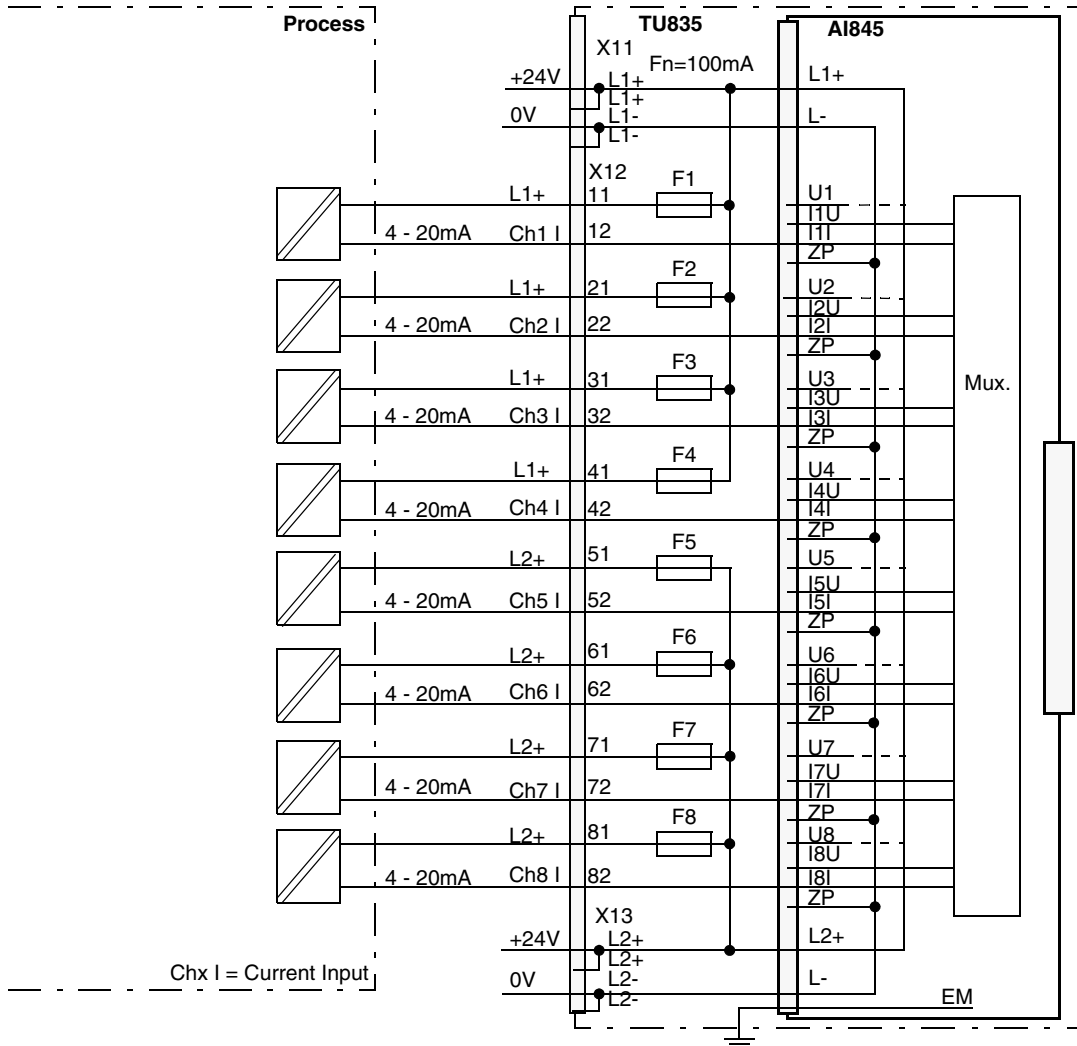 Process
TU835
AI845
X11
Fn=100mA
+24V
L1+
L1+
L1+
0V
L1-
L1-
L-
X12
L1+
11
F1
U1
I1U
4 - 20mA
Ch1 I
12
I1I
ZP
L1+
21
F2
U2
I2U
4 - 20mA
Ch2 I
22
I2I
ZP
L1+
31
F3
U3
I3U
4 - 20mA
Ch3 I
32
I3I
ZP
Mux.
L1+
41
F4
U4
I4U
4 - 20mA
Ch4 I
42
I4I
ZP
L2+
51
F5
U5
I5U
4 - 20mA
Ch5 I
52
I5I
ZP
L2+
61
F6
U6
I6U
4 - 20mA
Ch6 I
62
I6I
ZP
L2+
71
F7
U7
I7U
4 - 20mA
Ch7 I
72
I7I
ZP
L2+
81
F8
U8
I8U
4 - 20mA
Ch8 I
82
I8I
ZP
X13
+24V
L2+
L2+
L2+
0V
L2-
L2-
L-
Chx I = Current Input
EM